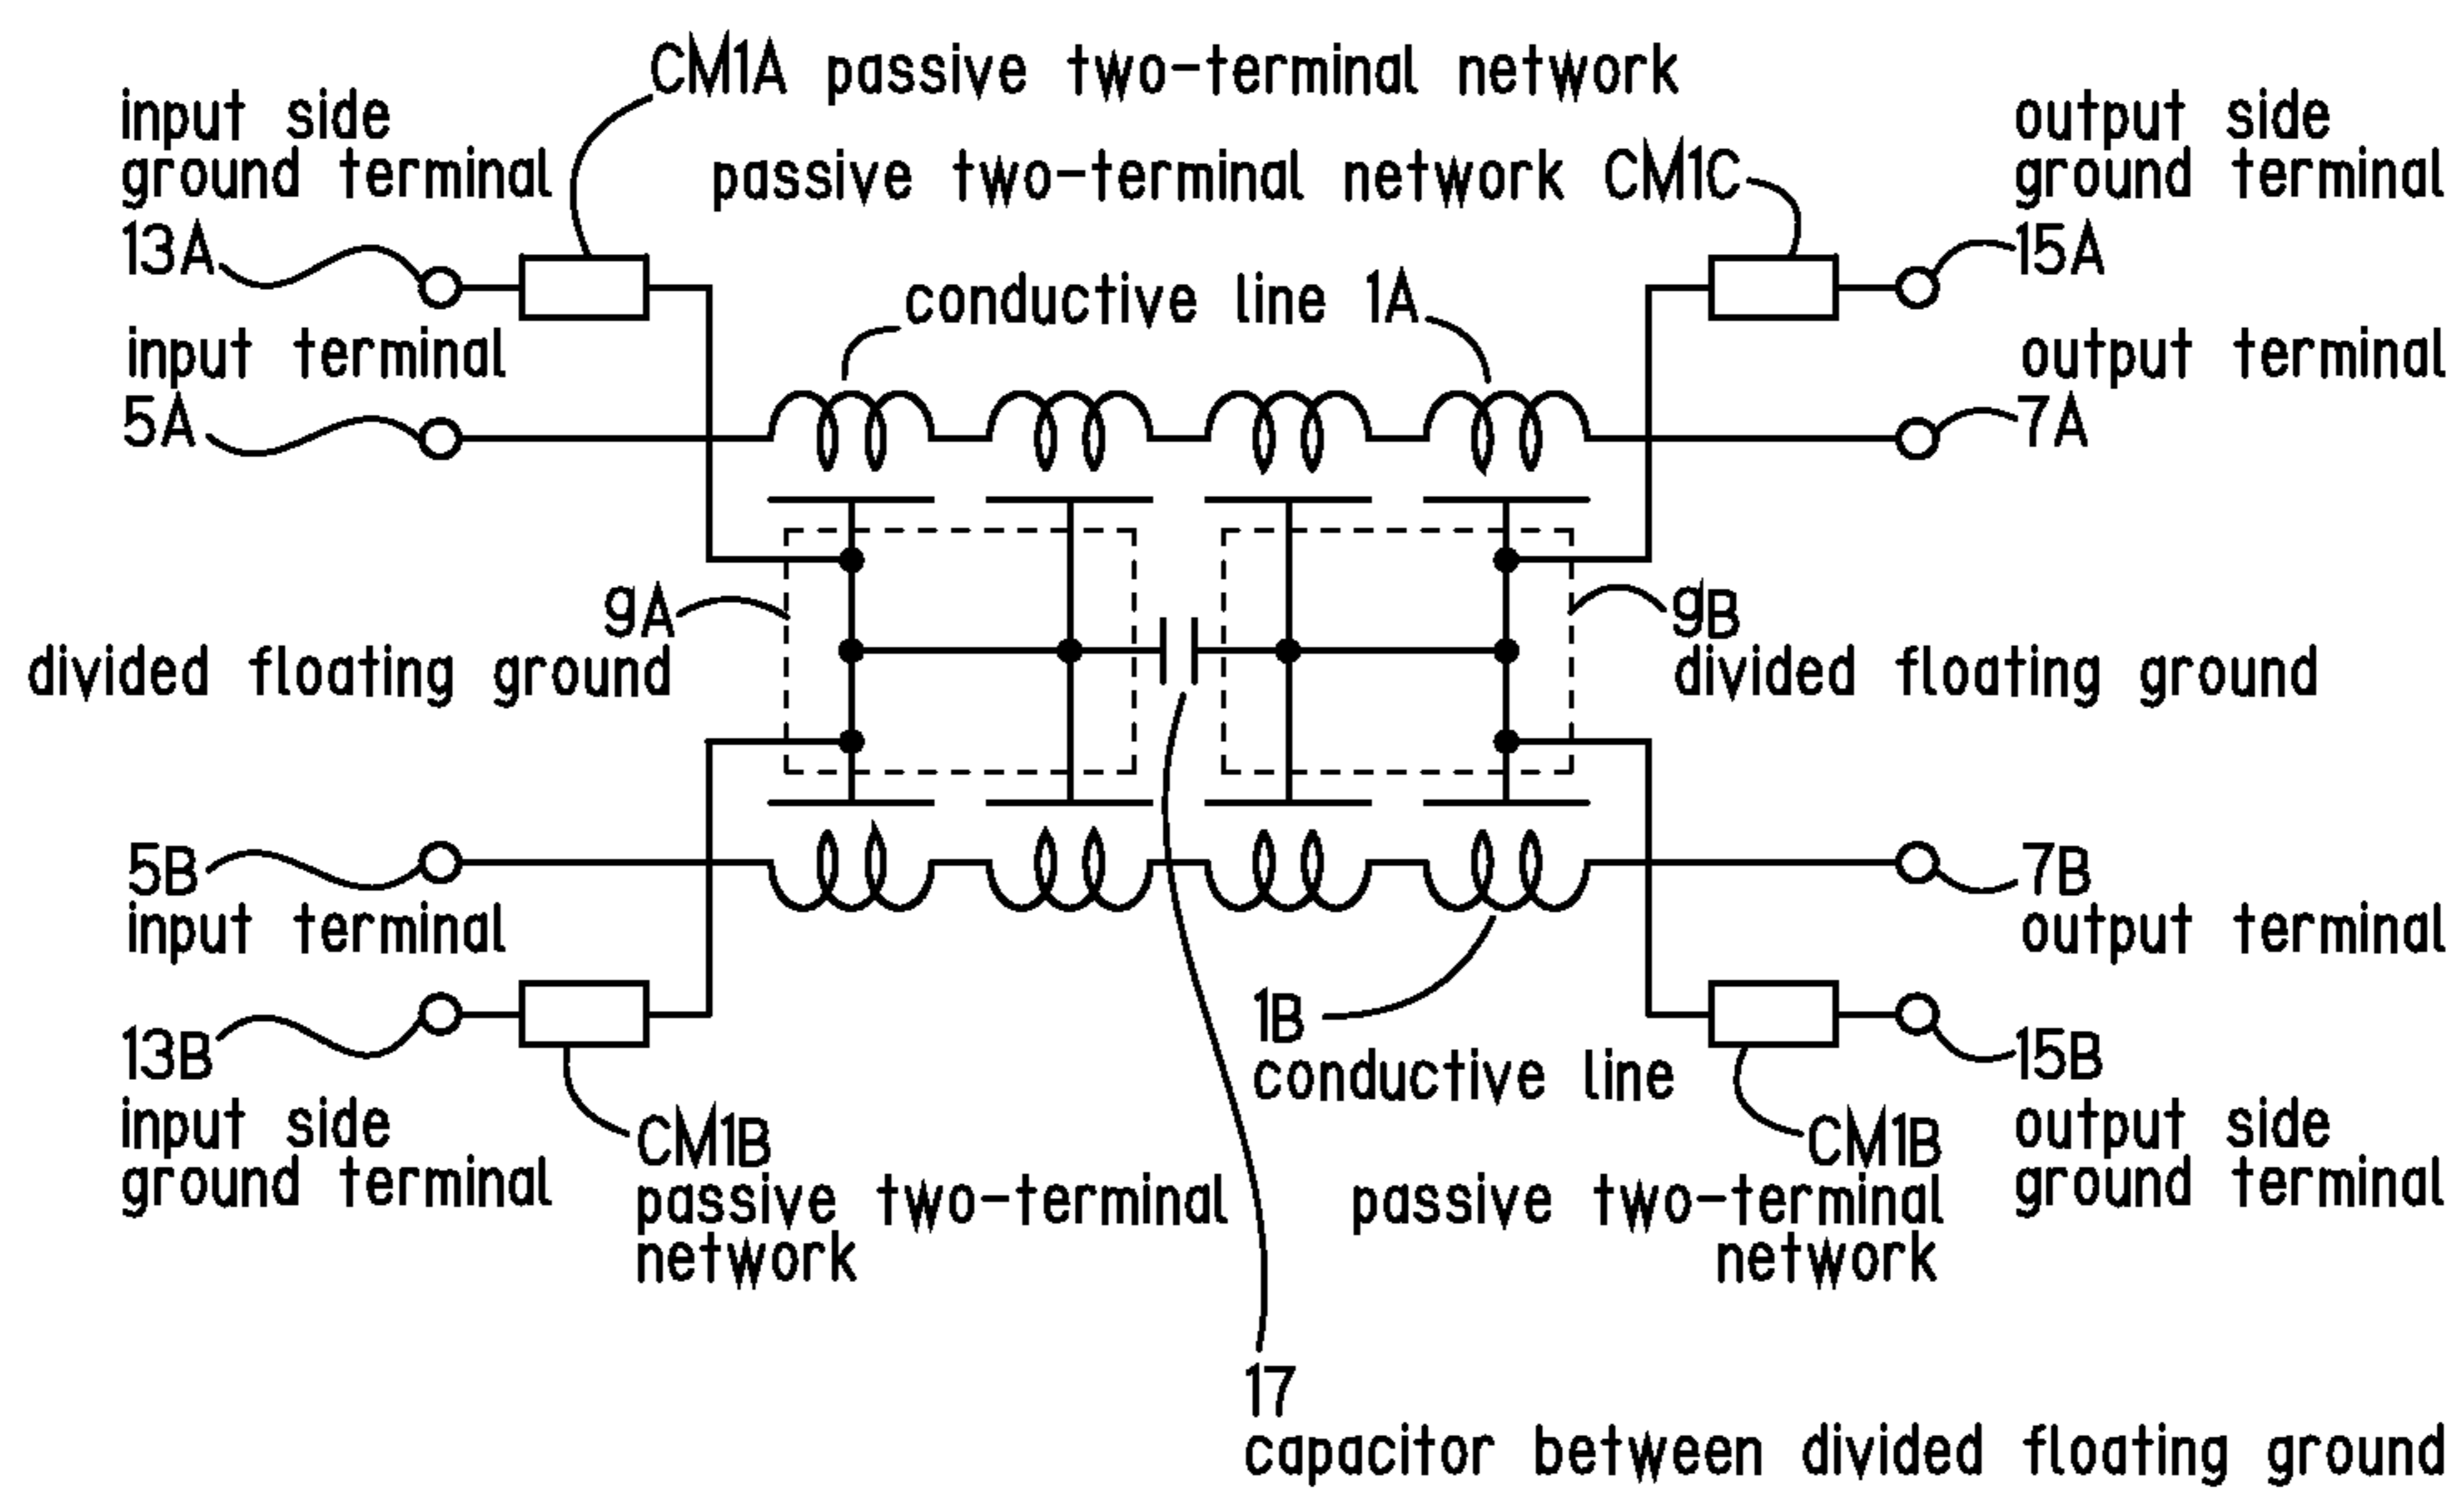 CM1A passive two-terminal network
input side
ground terminal
13A
passive two-terminal network CM1C
output side
ground terminal
15A
conductive line 1A
input terminal
5A
output terminal
7A
gA
divided floating ground
gB
divided floating ground
5B
input terminal
7B
output terminal
13B
input side
ground terminal
CM1B
passive two-terminal
network
1B
conductive line
CM1B
passive two-terminal
network
15B
output side
ground terminal
17
capacitor between divided floating ground